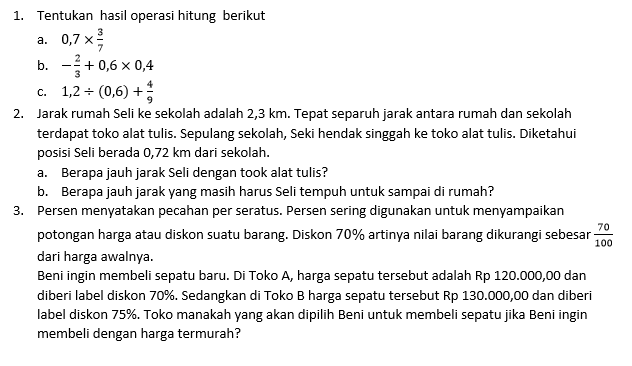 1. Tentukan hasil operasi hitung berikut
a. 0,7 × 3/7
b. −2/3 + 0,6 × 0,4
c. 1,2 ÷ (0,6) + 4/9
2. Jarak rumah Seli ke sekolah adalah 2,3 km. Tepat separuh jarak antara rumah dan sekolah
terdapat toko alat tulis. Sepulang sekolah, Seki hendak singgah ke toko alat tulis. Diketahui
posisi Seli berada 0,72 km dari sekolah.
a. Berapa jauh jarak Seli dengan took alat tulis?
b. Berapa jauh jarak yang masih harus Seli tempuh untuk sampai di rumah?
3. Persen menyatakan pecahan per seratus. Persen sering digunakan untuk menyampaikan
potongan harga atau diskon suatu barang. Diskon 70% artinya nilai barang dikurangi sebesar 70/100
dari harga awalnya.
Beni ingin membeli sepatu baru. Di Toko A, harga sepatu tersebut adalah Rp 120.000,00 dan
diberi label diskon 70%. Sedangkan di Toko B harga sepatu tersebut Rp 130.000,00 dan diberi
label diskon 75%. Toko manakah yang akan dipilih Beni untuk membeli sepatu jika Beni ingin
membeli dengan harga termurah?